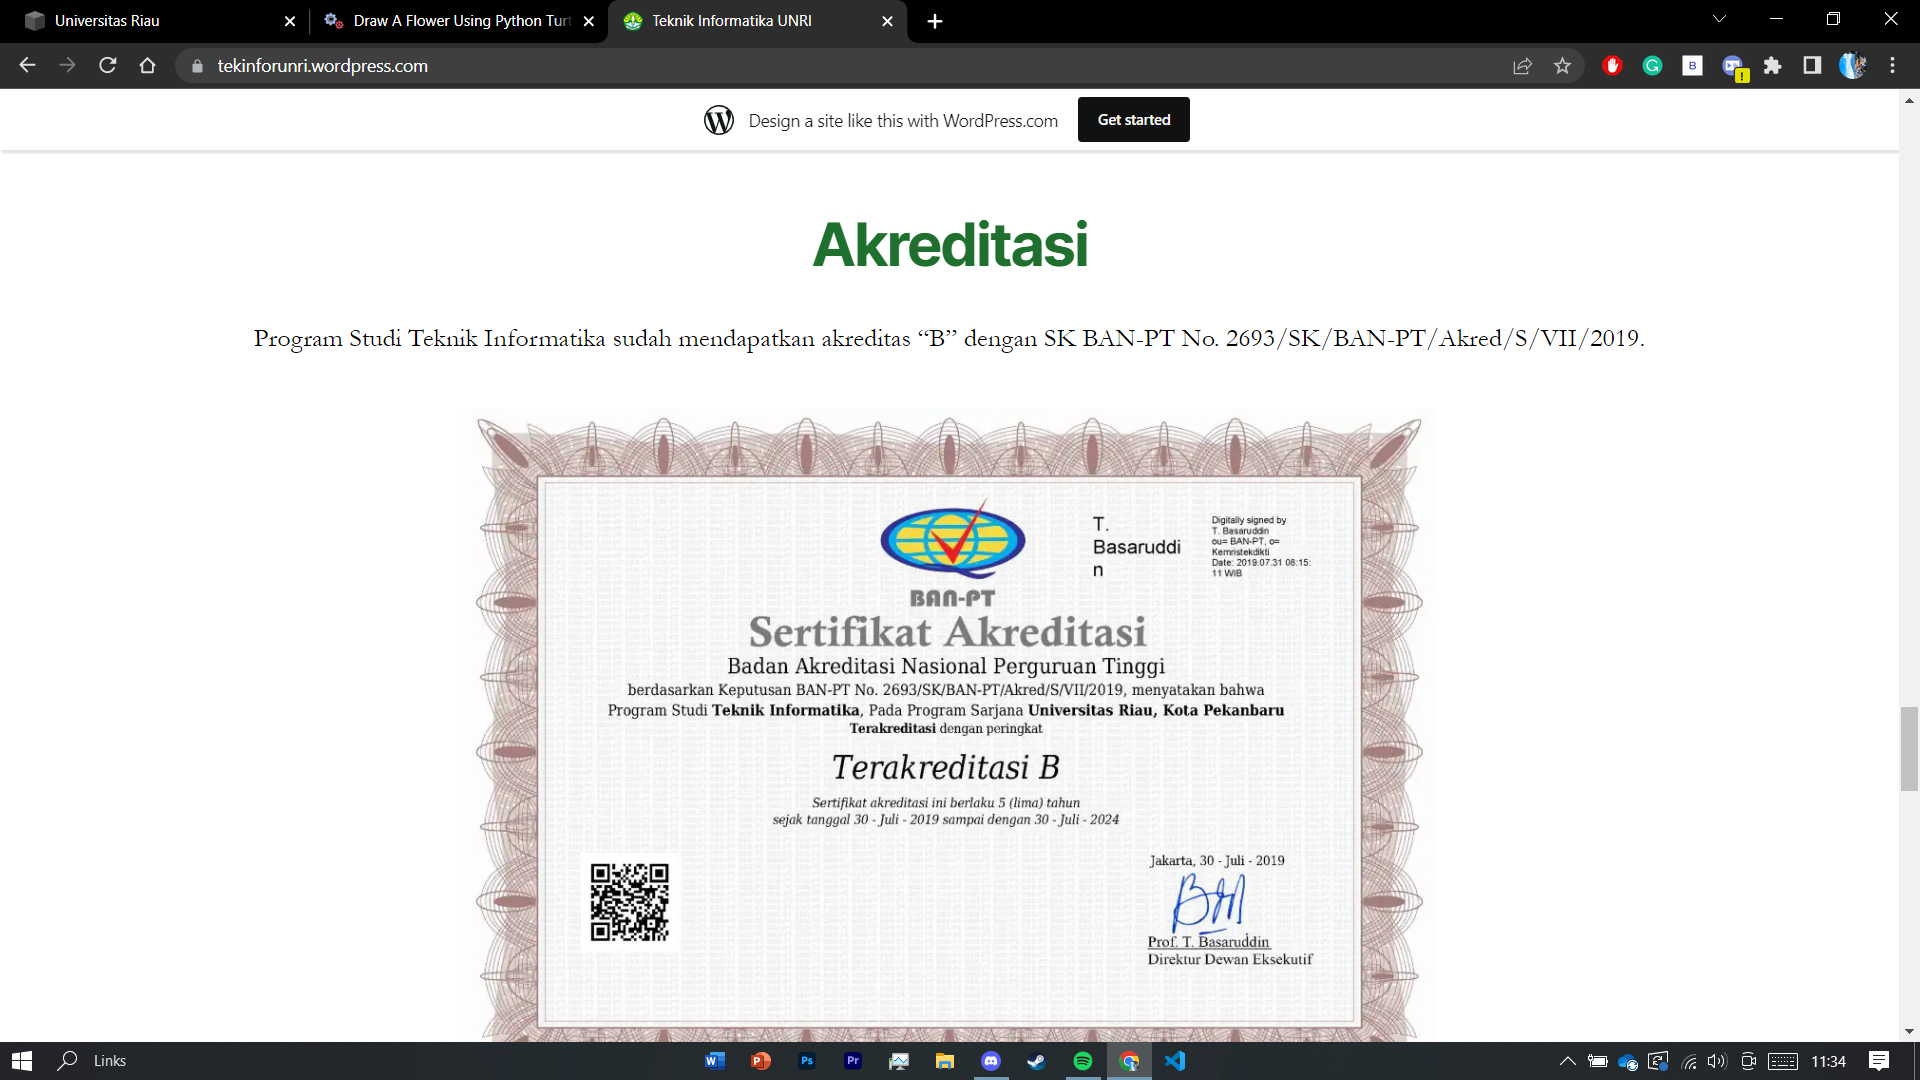 Universitas Riau
Draw A Flower Using Python Turt
Teknik Informatika UNRI
tekinforunri.wordpress.com
Design a site like this with WordPress.com
Get started
Akreditasi
Program Studi Teknik Informatika sudah mendapatkan akreditas “B” dengan SK BAN-PT No. 2693/SK/BAN-PT/Akred/S/VII/2019.
T.
Basaruddi
n
Digitally signed by
T. Basaruddin
ou= BAN-PT, o=
Kemristekdikti
Date: 2019.07.31 08:15:
11 WIB
BAN-PT
Sertifikat Akreditasi
Badan Akreditasi Nasional Perguruan Tinggi
berdasarkan Keputusan BAN-PT No. 2693/SK/BAN-PT/Akred/S/VII/2019, menyatakan bahwa
Program Studi Teknik Informatika, Pada Program Sarjana Universitas Riau, Kota Pekanbaru
Terakreditasi dengan peringkat
Terakreditasi B
Sertifikat akreditasi ini berlaku 5 (lima) tahun
sejak tanggal 30 - Juli - 2019 sampai dengan 30 - Juli - 2024
Jakarta, 30 - Juli - 2019
Prof. T. Basaruddin
Direktur Dewan Eksekutif
Links
11:34